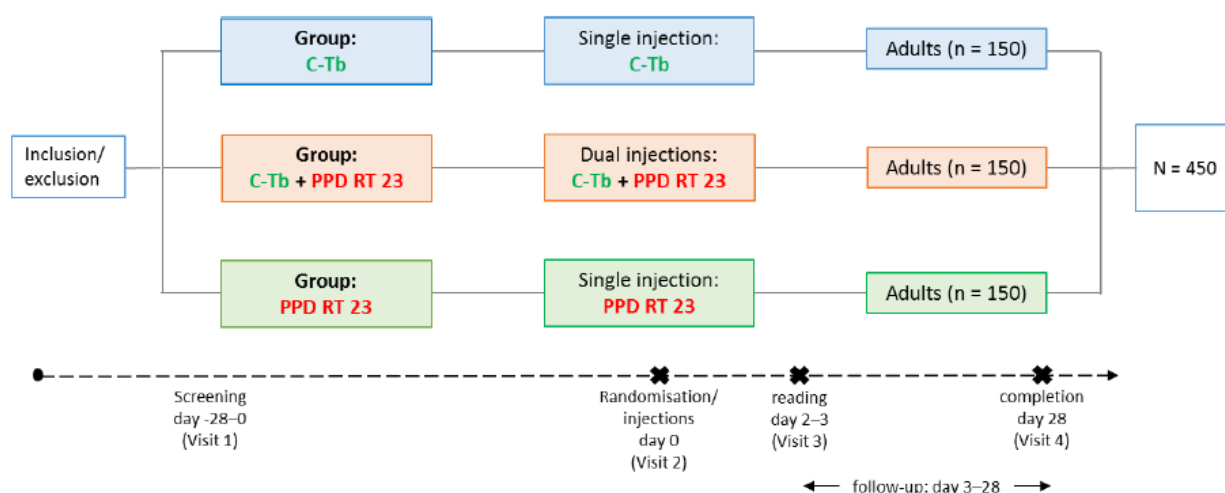 Group:
C-Tb
Single injection:
C-Tb
Adults (n = 150)
Inclusion/
exclusion
Group:
C-Tb + PPD RT 23
Dual injections:
C-Tb + PPD RT 23
Adults (n = 150)
N = 450
Group:
PPD RT 23
Single injection:
PPD RT 23
Adults (n = 150)
Screening
day -28–0
(Visit 1)
Randomisation/
injections
day 0
(Visit 2)
reading
day 2–3
(Visit 3)
completion
day 28
(Visit 4)
follow-up: day 3–28